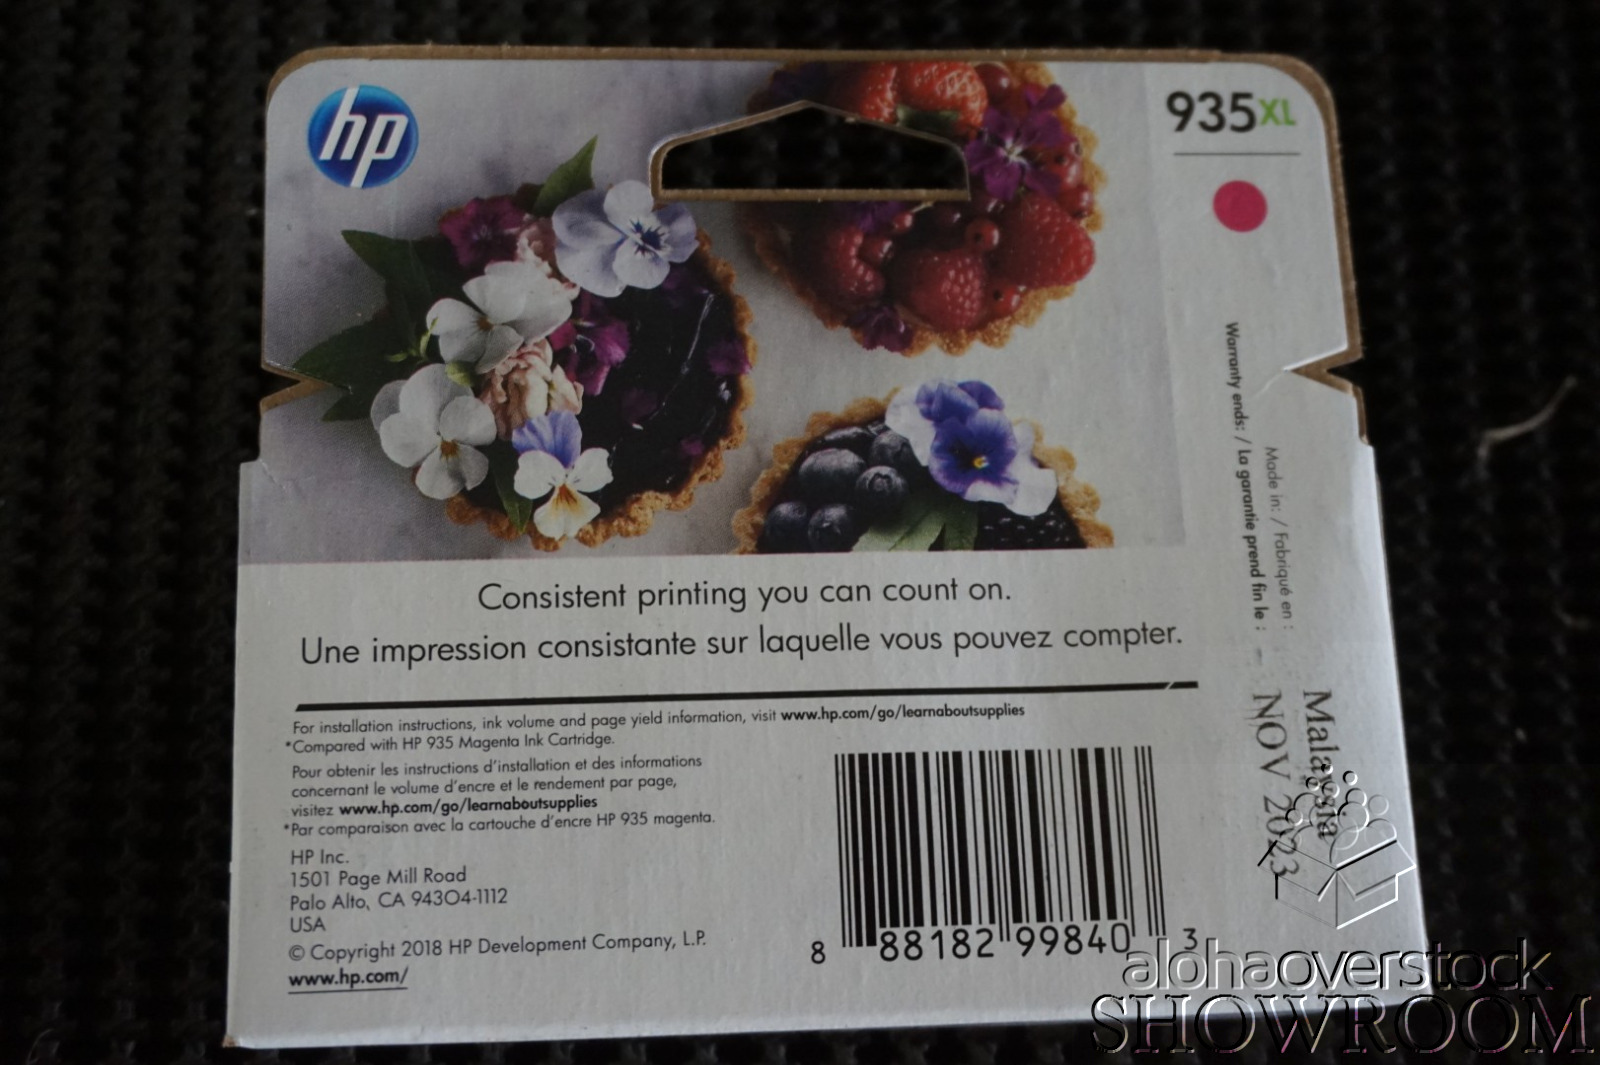 hp
935XL
Consistent printing you can count on.
Une impression consistante sur laquelle vous pouvez compter.
For installation instructions, ink volume and page yield information, visit www.hp.com/go/learnaboutsupplies
*Compared with HP 935 Magenta Ink Cartridge.
Pour obtenir les instructions d'installation et des informations
concernant le volume d'encre et le rendement par page,
visitez www.hp.com/go/learnaboutsupplies
*Par comparaison avec la cartouche d'encre HP 935 magenta.
HP Inc.
1501 Page Mill Road
Palo Alto, CA 94304-1112
USA
© Copyright 2018 HP Development Company, L.P.
www.hp.com/
8 88182 99840 3
Made in: / Fabriqué en :
Malaysia
Warranty ends: / La garantie prend fin le :
NOV 2023
alohaoverstock
SHOWROOM